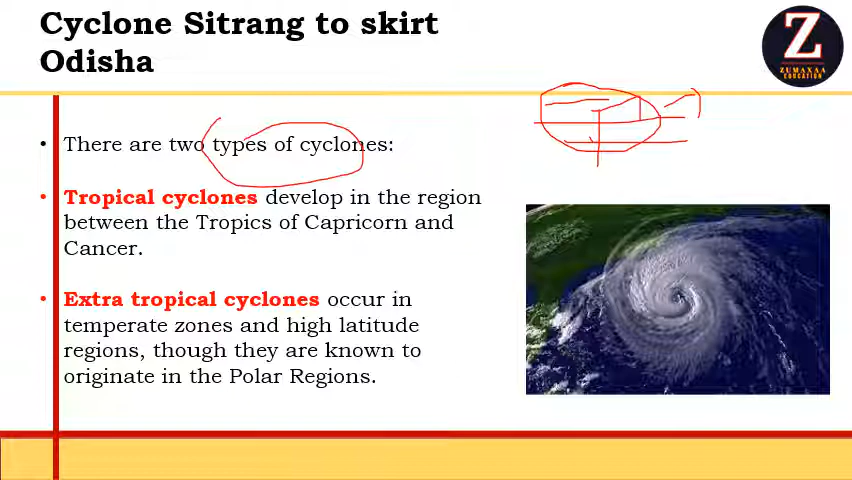 Cyclone Sitrang to skirt
Odisha
Z
ZUMAXAA
EDUCATION
• There are two types of cyclones:
• Tropical cyclones develop in the region
between the Tropics of Capricorn and
Cancer.
• Extra tropical cyclones occur in
temperate zones and high latitude
regions, though they are known to
originate in the Polar Regions.